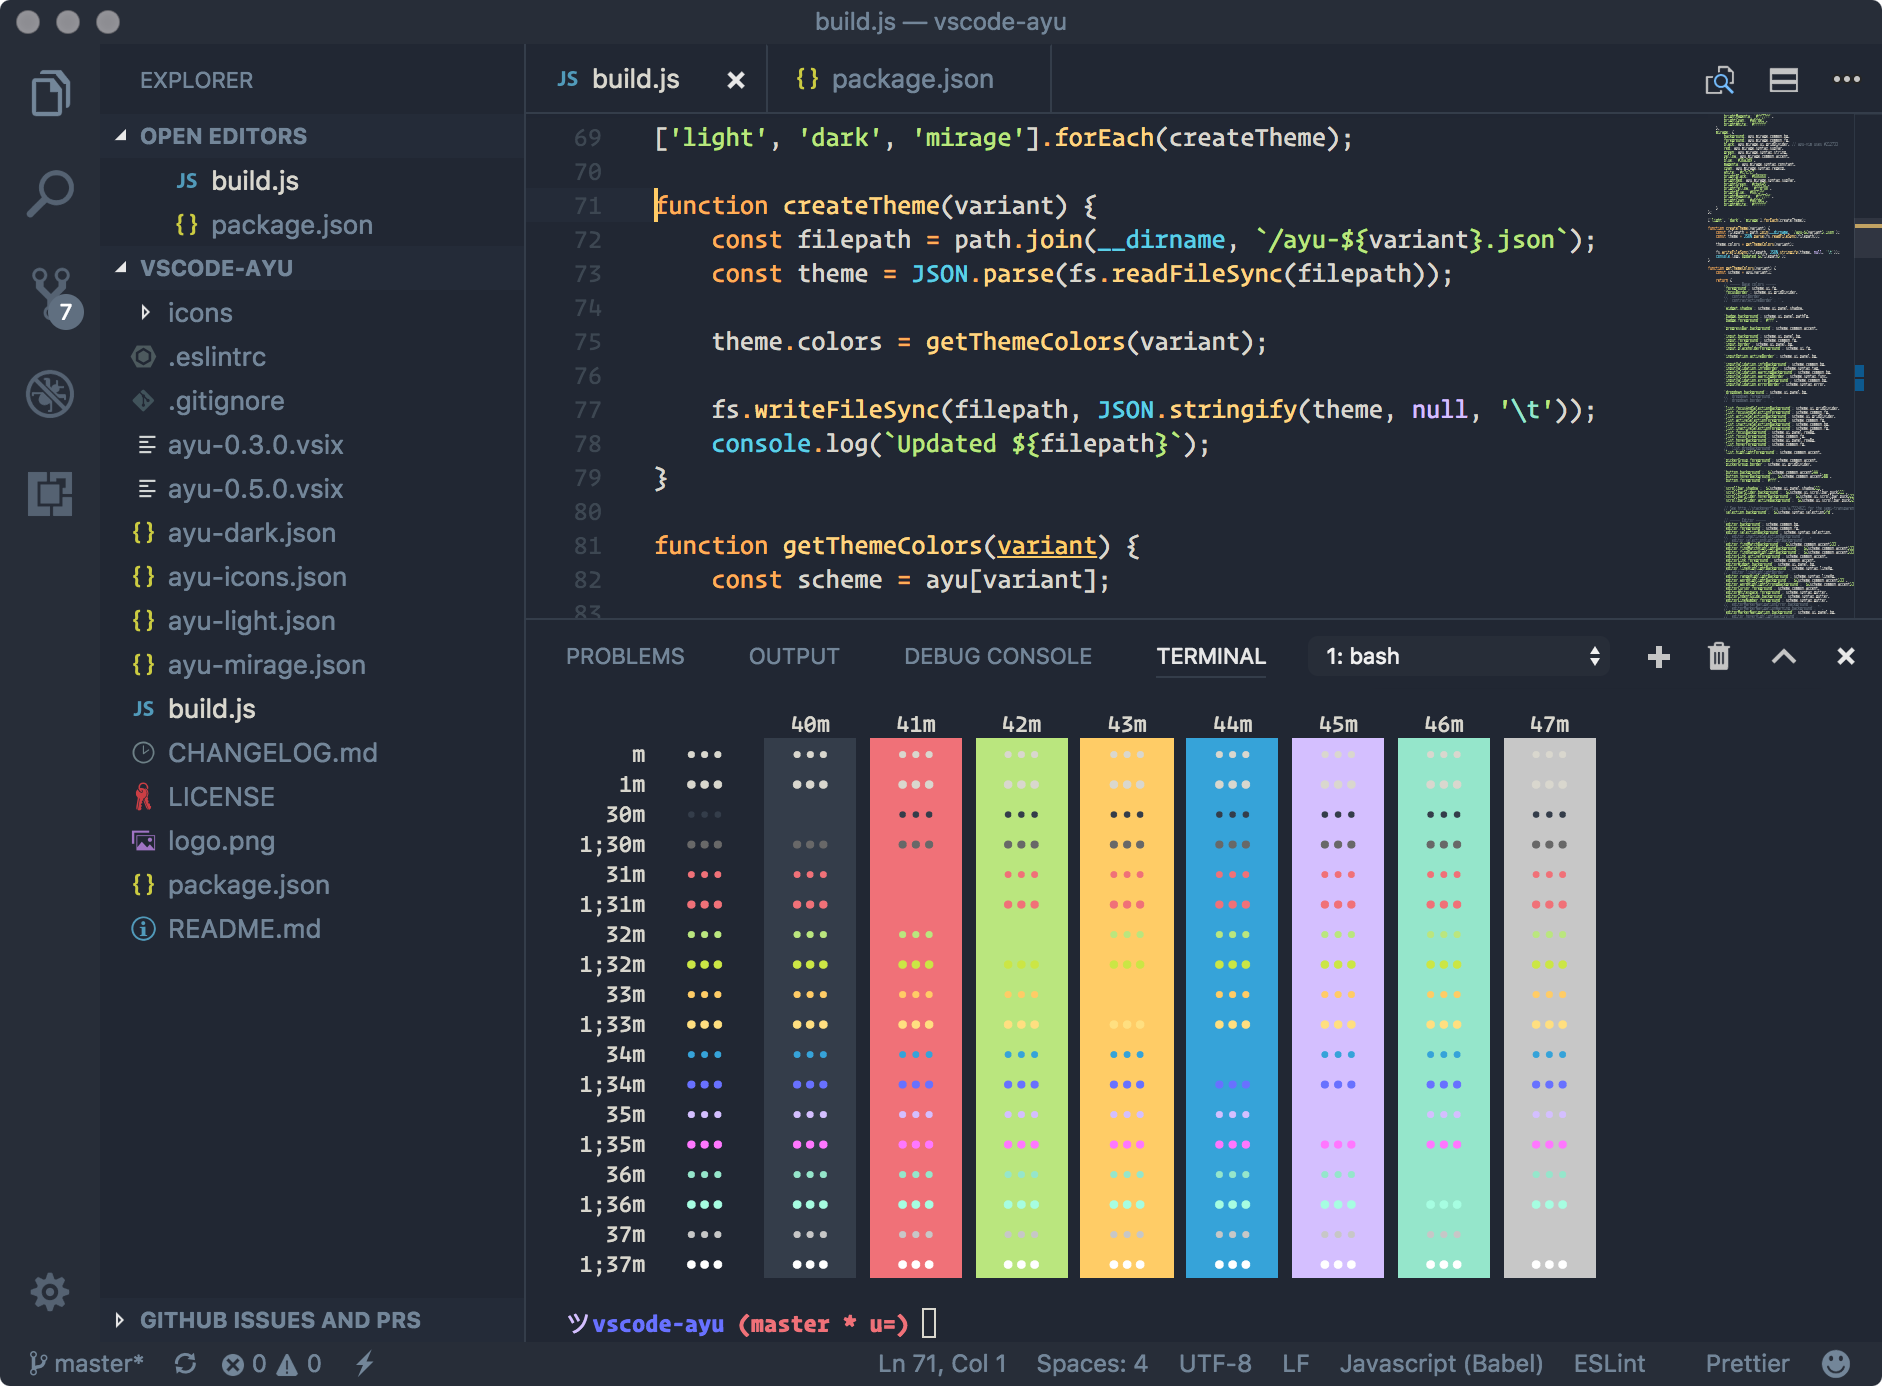 build.js — vscode-ayu
EXPLORER
OPEN EDITORS
JS build.js
{} package.json
VSCODE-AYU
icons
.eslintrc
.gitignore
ayu-0.3.0.vsix
ayu-0.5.0.vsix
{} ayu-dark.json
{} ayu-icons.json
{} ayu-light.json
{} ayu-mirage.json
JS build.js
CHANGELOG.md
LICENSE
logo.png
{} package.json
README.md
GITHUB ISSUES AND PRS
7
JS build.js
{} package.json
69 ['light', 'dark', 'mirage'].forEach(createTheme);
70
71 function createTheme(variant) {
72 const filepath = path.join(__dirname, `/ayu-${variant}.json`);
73 const theme = JSON.parse(fs.readFileSync(filepath));
74
75 theme.colors = getThemeColors(variant);
76
77 fs.writeFileSync(filepath, JSON.stringify(theme, null, '\t'));
78 console.log(`Updated ${filepath}`);
79 }
80
81 function getThemeColors(variant) {
82 const scheme = ayu[variant];
83
PROBLEMS OUTPUT DEBUG CONSOLE TERMINAL 1: bash
40m 41m 42m 43m 44m 45m 46m 47m
m ••• ••• ••• ••• ••• ••• ••• ••• •••
1m ••• ••• ••• ••• ••• ••• ••• ••• •••
30m ••• ••• ••• ••• ••• ••• ••• •••
1;30m ••• ••• ••• ••• ••• ••• ••• ••• •••
31m ••• ••• ••• ••• ••• ••• ••• •••
1;31m ••• ••• ••• ••• ••• ••• ••• •••
32m ••• ••• ••• ••• ••• ••• ••• •••
1;32m ••• ••• ••• ••• ••• ••• ••• ••• •••
33m ••• ••• ••• ••• ••• ••• ••• •••
1;33m ••• ••• ••• ••• ••• ••• ••• ••• •••
34m ••• ••• ••• ••• ••• ••• ••• •••
1;34m ••• ••• ••• ••• ••• ••• ••• ••• •••
35m ••• ••• ••• ••• ••• ••• ••• •••
1;35m ••• ••• ••• ••• ••• ••• ••• ••• •••
36m ••• ••• ••• ••• ••• ••• ••• •••
1;36m ••• ••• ••• ••• ••• ••• ••• ••• •••
37m ••• ••• ••• ••• ••• ••• ••• •••
1;37m ••• ••• ••• ••• ••• ••• ••• ••• •••
ツvscode-ayu (master * u=)
master* 0 0 Ln 71, Col 1 Spaces: 4 UTF-8 LF Javascript (Babel) ESLint Prettier